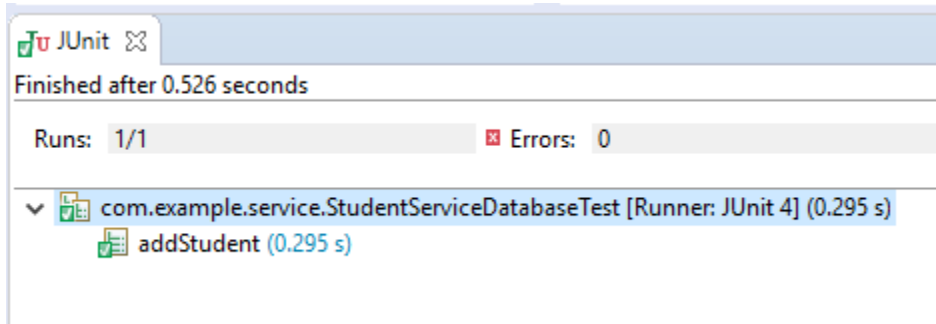 JU JUnit
Finished after 0.526 seconds
Runs: 1/1 Errors: 0
com.example.service.StudentServiceDatabaseTest [Runner: JUnit 4] (0.295 s)
addStudent (0.295 s)